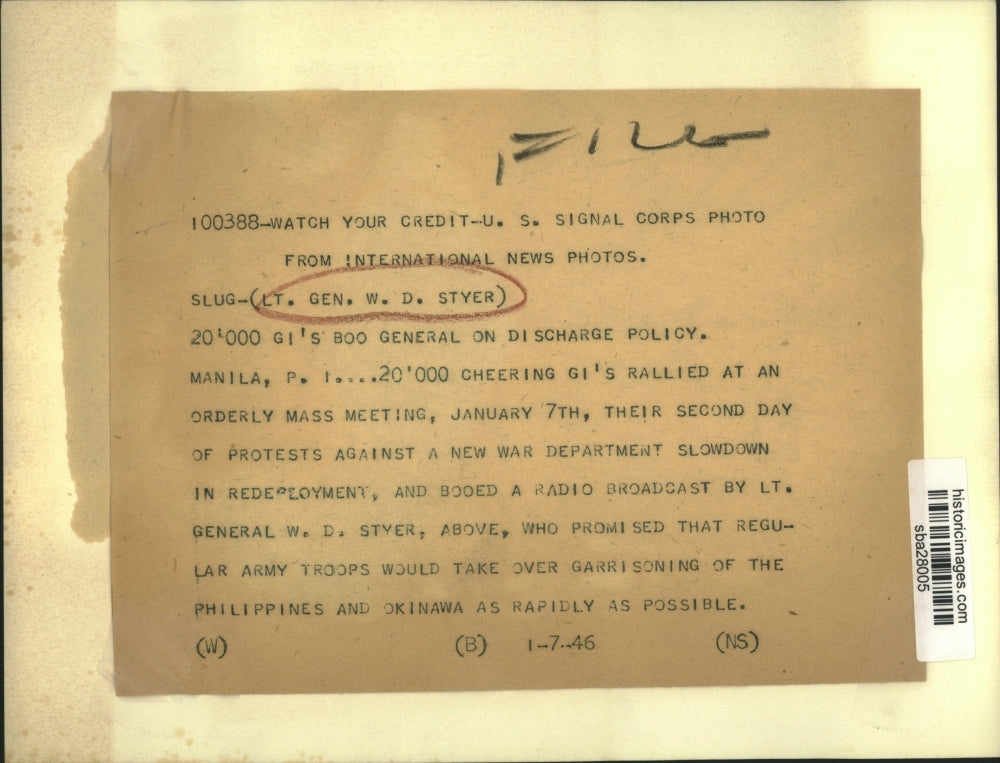 FILE
100388-WATCH YOUR CREDIT-U. S. SIGNAL CORPS PHOTO
FROM INTERNATIONAL NEWS PHOTOS.
SLUG-(LT. GEN. W. D. STYER)
20'000 GI'S BOO GENERAL ON DISCHARGE POLICY.
MANILA, P. I.....20'000 CHEERING GI'S RALLIED AT AN
ORDERLY MASS MEETING, JANUARY 7TH, THEIR SECOND DAY
OF PROTESTS AGAINST A NEW WAR DEPARTMENT SLOWDOWN
IN REDEPLOYMENT, AND BOOED A RADIO BROADCAST BY LT.
GENERAL W. D. STYER, ABOVE, WHO PROMISED THAT REGU-
LAR ARMY TROOPS WOULD TAKE OVER GARRISONING OF THE
PHILIPPINES AND OKINAWA AS RAPIDLY AS POSSIBLE.
(W) (B) 1-7-46 (NS)
historicimages.com
sba28005